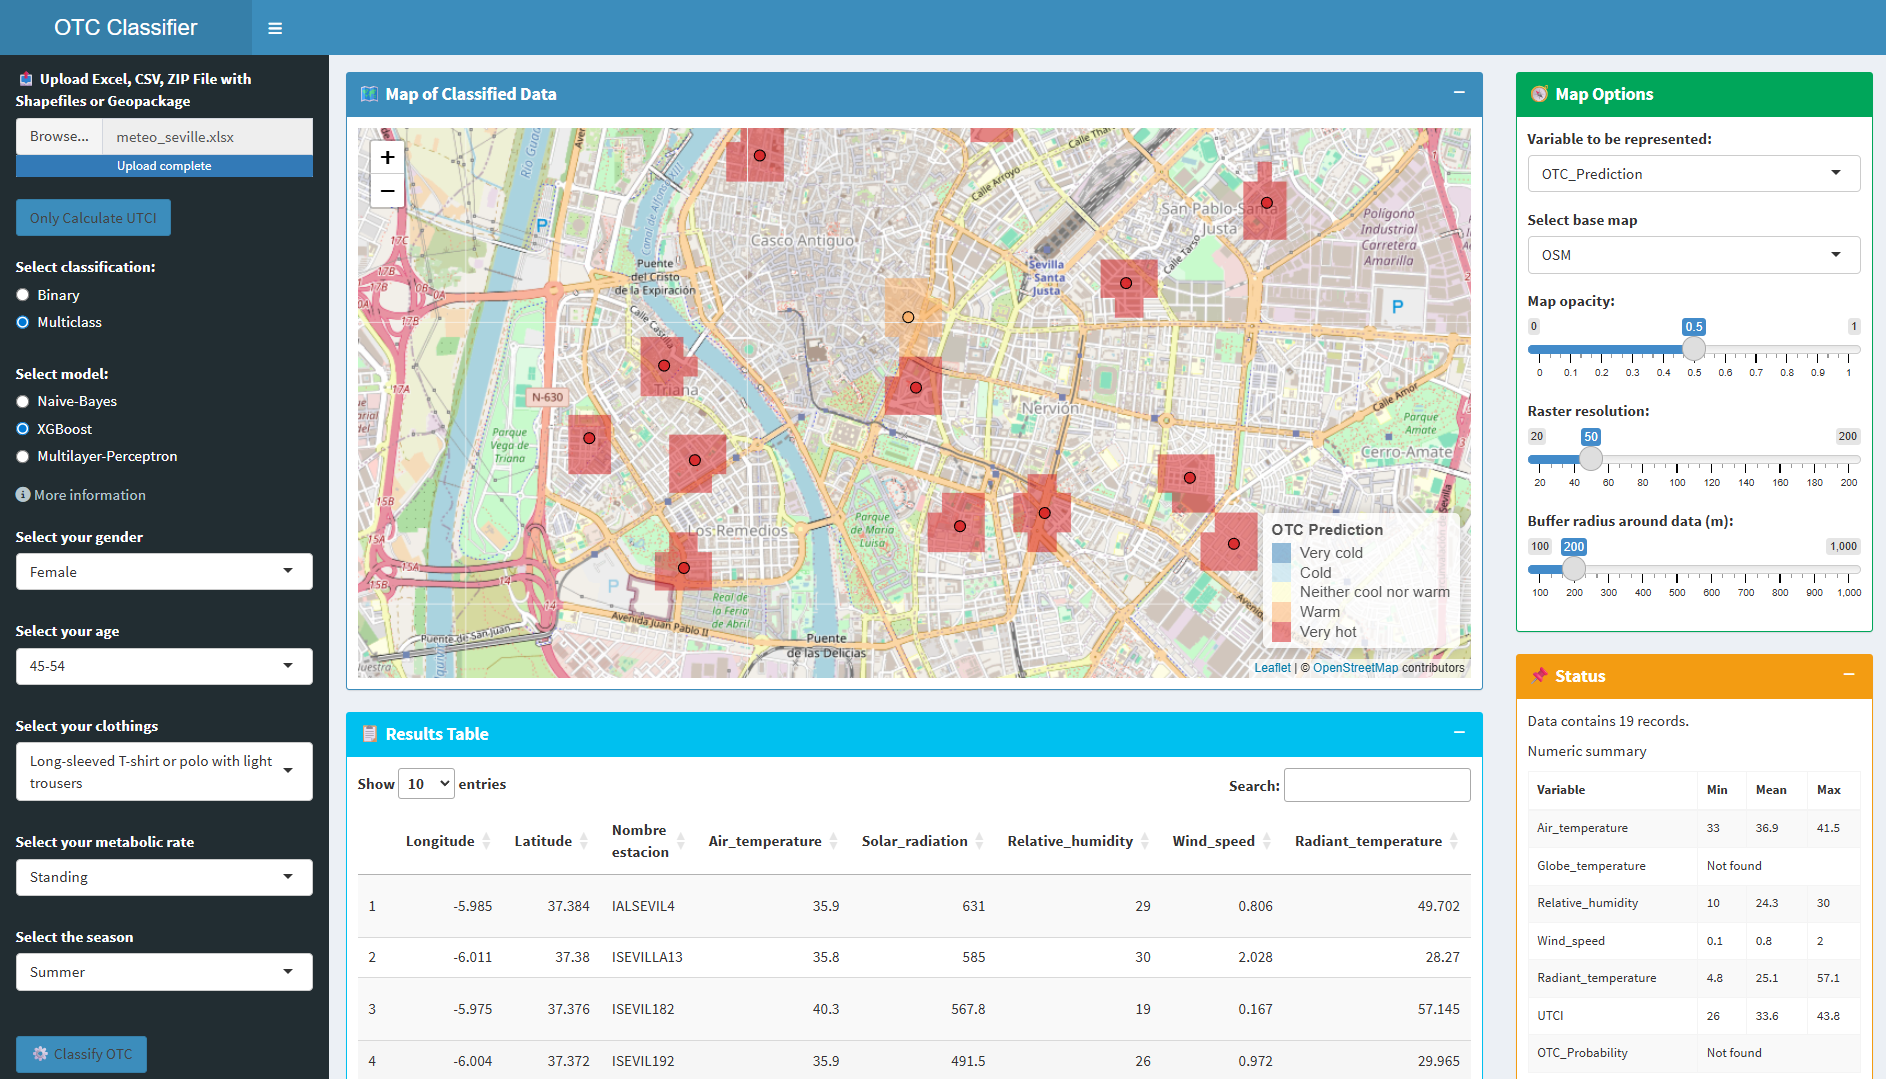 OTC Classifier
Upload Excel, CSV, ZIP File with
Shapefiles or Geopackage
Browse...
meteo_seville.xlsx
Upload complete
Only Calculate UTCI
Select classification:
Binary
Multiclass
Select model:
Naive-Bayes
XGBoost
Multilayer-Perceptron
More information
Select your gender
Female
Select your age
45-54
Select your clothings
Long-sleeved T-shirt or polo with light
trousers
Select your metabolic rate
Standing
Select the season
Summer
Classify OTC
Map of Classified Data
+
−
Calle Arroyo
San Pablo-Santa
Justa
Polígono
Industrial
Carretera
Amarilla
Casco Antiguo
17C
17B
0B
0A
17B
P
Puente
del Cristo
de la Expiración
Sevilla
Santa
Justa
Calle Tarso
P
Calle Castilla
Triana
17A
N-630
Nervión
Calle Amor
Parque
Amate
Parque
Vega de
Triana
Cerro-Amate
16
15B
15A
15B
14
14
P
Los Remedios
Parque
de María
Luisa
Real de
la Feria
de Abril
Avenida Juan Pablo II
Puente de San Juan
Puente
de las Delicias
Sevilla
OTC Prediction
Very cold
Cold
Neither cool nor warm
Warm
Very hot
Leaflet | © OpenStreetMap contributors
Results Table
Show 10 entries
Search:
Longitude Latitude Nombre estacion Air_temperature Solar_radiation Relative_humidity Wind_speed Radiant_temperature
1 -5.985 37.384 IALSEVIL4 35.9 631 29 0.806 49.702
2 -6.011 37.38 ISEVILLA13 35.8 585 30 2.028 28.27
3 -5.975 37.376 ISEVIL182 40.3 567.8 19 0.167 57.145
4 -6.004 37.372 ISEVIL192 35.9 491.5 26 0.972 29.965
Map Options
Variable to be represented:
OTC_Prediction
Select base map
OSM
Map opacity:
0 0.5 1
0 0.1 0.2 0.3 0.4 0.5 0.6 0.7 0.8 0.9 1
Raster resolution:
20 50 200
20 40 60 80 100 120 140 160 180 200
Buffer radius around data (m):
100 200 1,000
100 200 300 400 500 600 700 800 900 1,000
Status
Data contains 19 records.
Numeric summary
Variable Min Mean Max
Air_temperature 33 36.9 41.5
Globe_temperature Not found
Relative_humidity 10 24.3 30
Wind_speed 0.1 0.8 2
Radiant_temperature 4.8 25.1 57.1
UTCI 26 33.6 43.8
OTC_Probability Not found